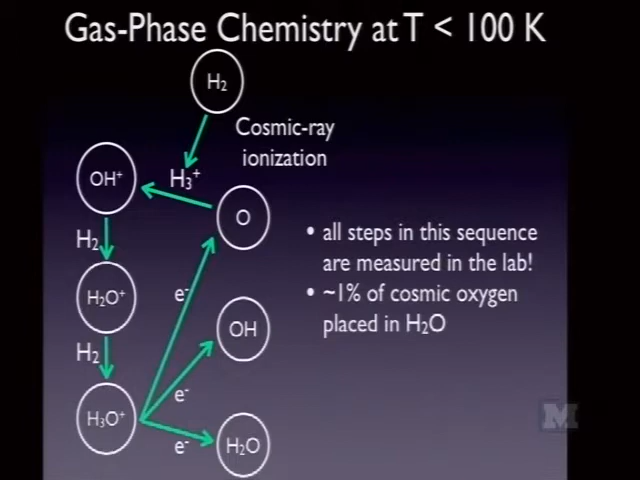 Gas-Phase Chemistry at T < 100 K
H₂
Cosmic-ray
ionization
H₃⁺
OH⁺
O
H₂
• all steps in this sequence
are measured in the lab!
• ~1% of cosmic oxygen
placed in H₂O
H₂O⁺
e⁻
OH
H₂
e⁻
H₃O⁺
e⁻
H₂O
M